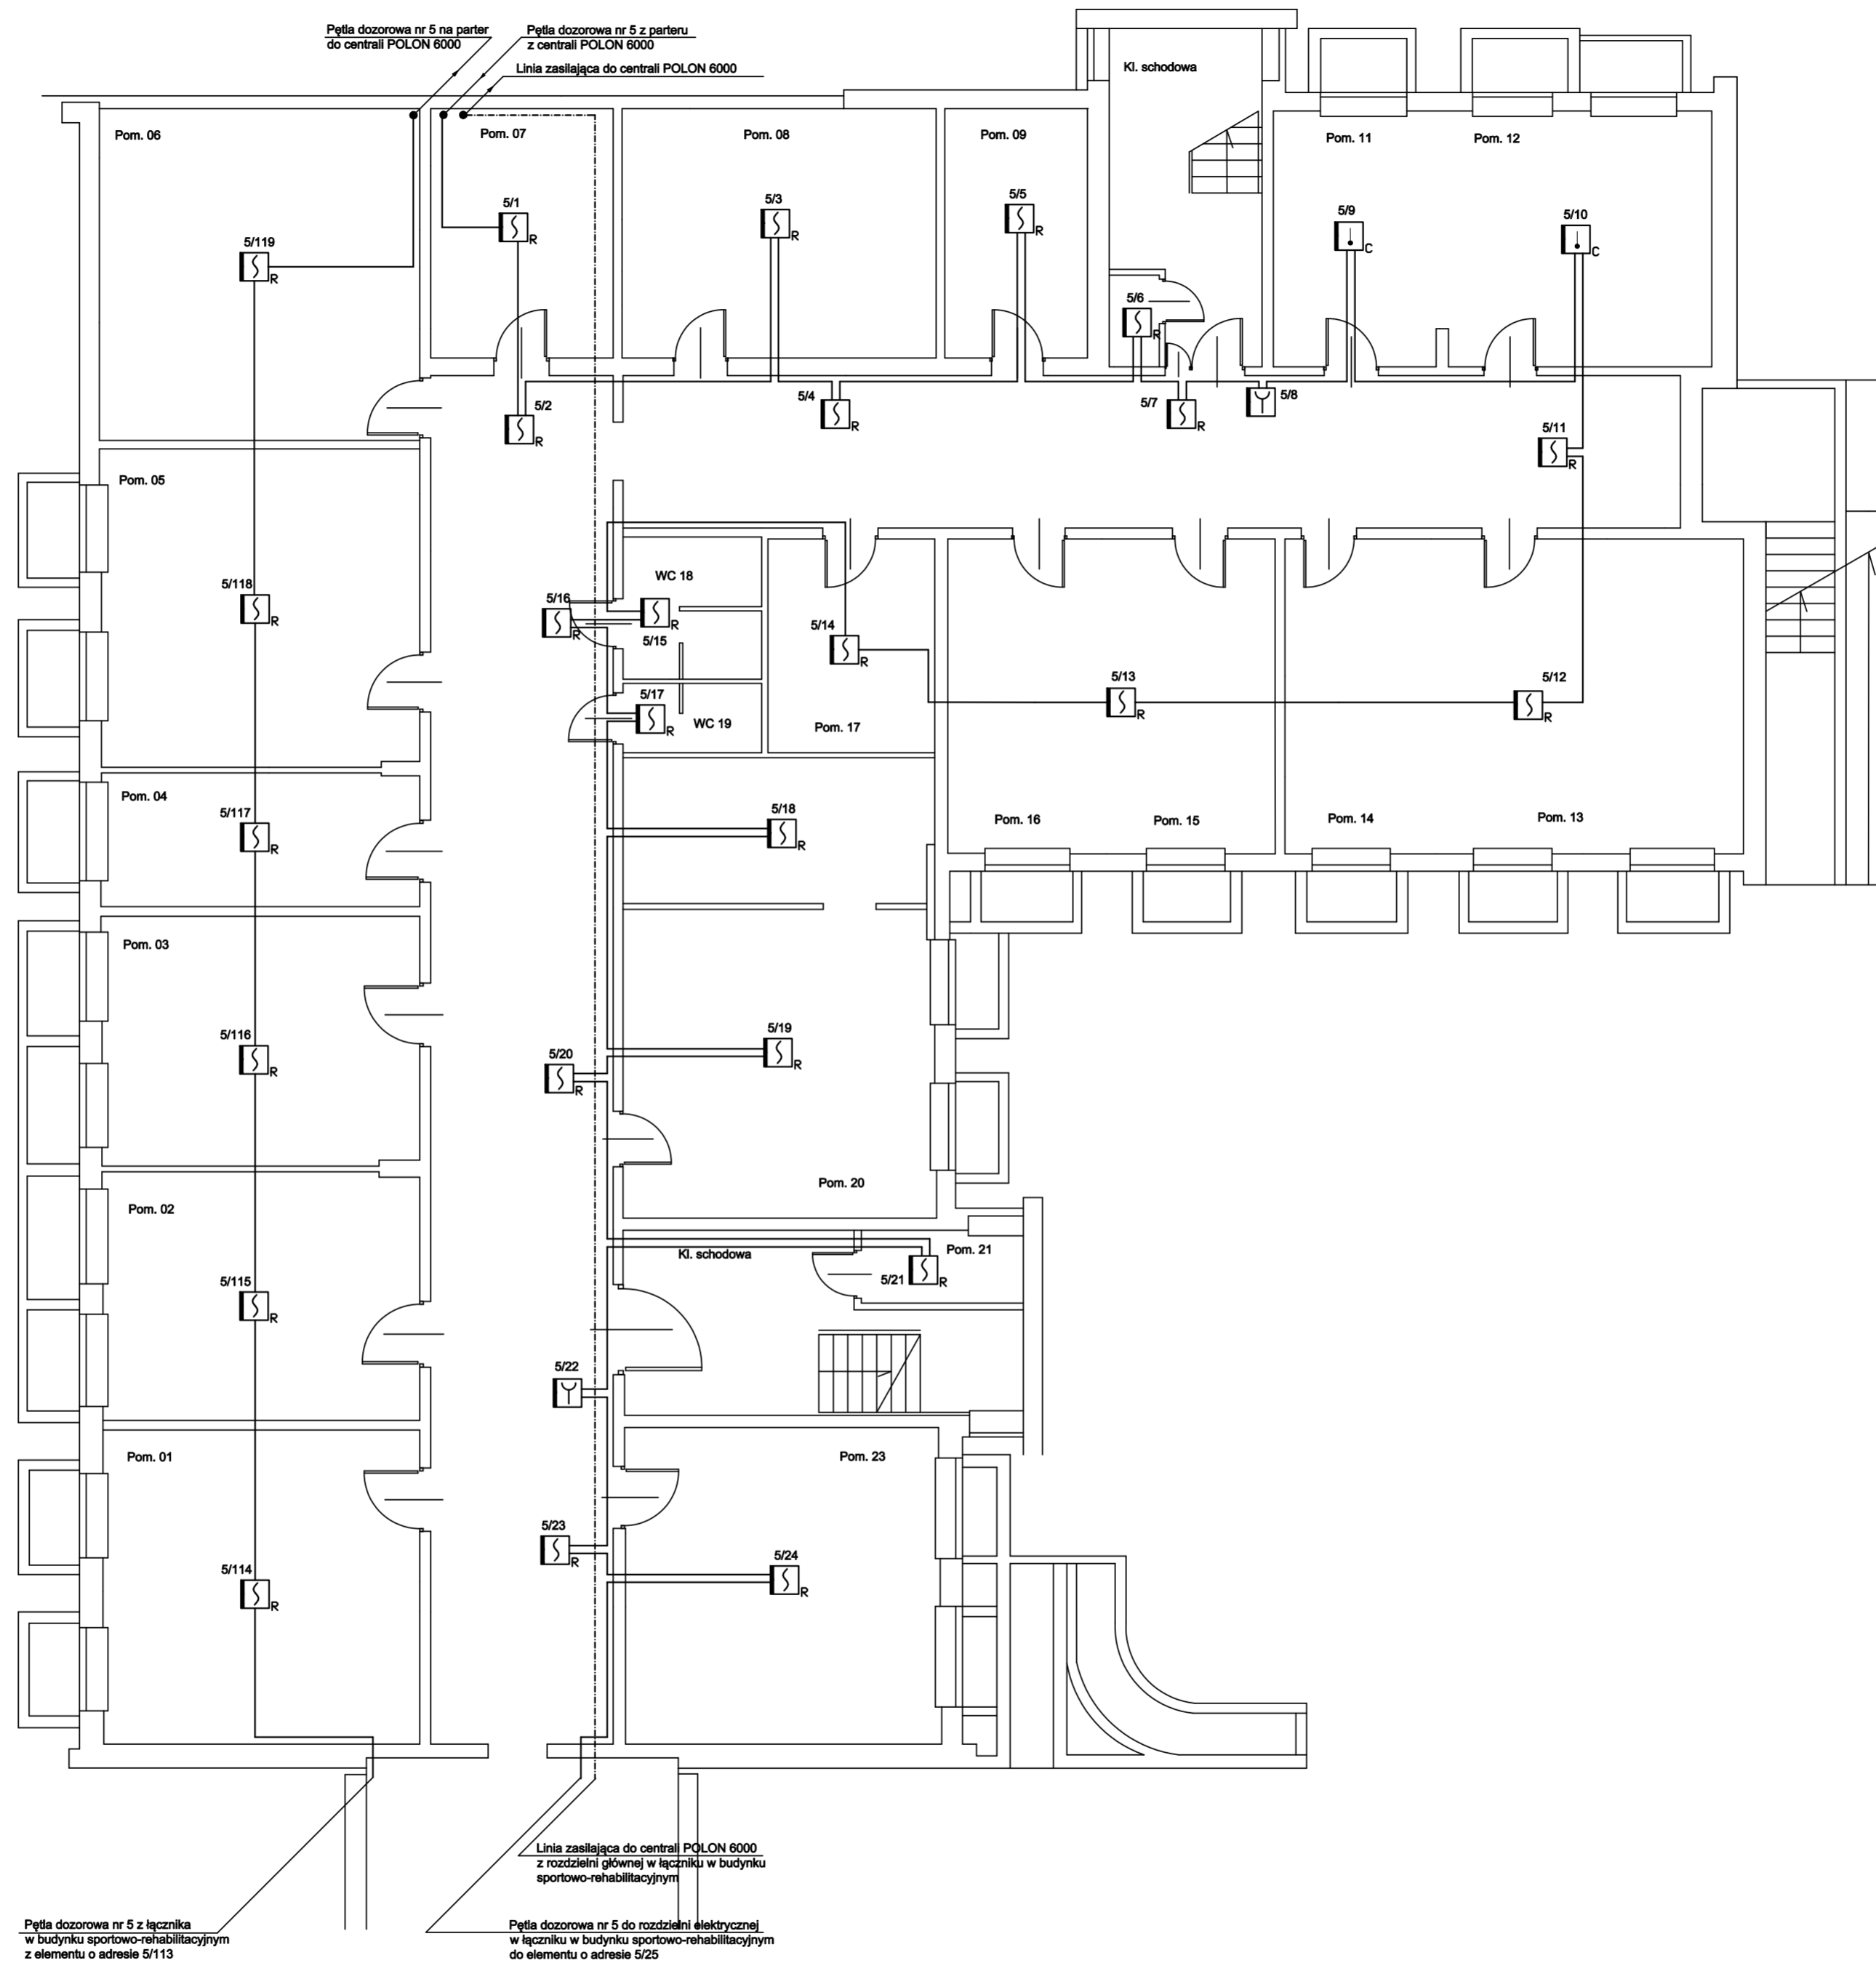 Pętla dozorowa nr 5 na parter
do centrali POLON 6000
Pętla dozorowa nr 5 z parteru
z centrali POLON 6000
Linia zasilająca do centrali POLON 6000
Kl. schodowa
Pom. 06
Pom. 07
Pom. 08
Pom. 09
Pom. 11
Pom. 12
5/1
R
5/3
R
5/5
R
5/9
C
5/10
C
5/119
R
5/6
R
5/2
R
5/4
R
5/7
R
5/8
5/11
R
Pom. 05
WC 18
5/118
R
5/16
R
R
5/15
5/14
R
5/17
R
WC 19
Pom. 17
5/13
R
5/12
R
Pom. 04
5/117
R
5/18
R
Pom. 16
Pom. 15
Pom. 14
Pom. 13
Pom. 03
5/116
R
5/20
R
5/19
R
Pom. 02
Pom. 20
Kl. schodowa
Pom. 21
5/21
R
5/115
R
5/22
Pom. 01
Pom. 23
5/23
R
5/24
R
5/114
R
Linia zasilająca do centrali POLON 6000
z rozdzielni głównej w łączniku w budynku
sportowo-rehabilitacyjnym
Pętla dozorowa nr 5 z łącznika
w budynku sportowo-rehabilitacyjnym
z elementu o adresie 5/113
Pętla dozorowa nr 5 do rozdzielni elektrycznej
w łączniku w budynku sportowo-rehabilitacyjnym
do elementu o adresie 5/25